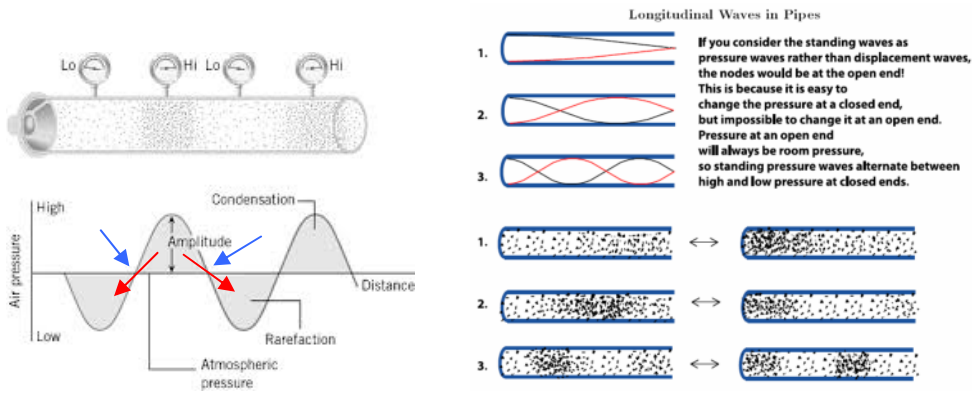 Lo
Hi
Lo
Hi
High
Condensation
Amplitude
Air pressure
Distance
Low
Rarefaction
Atmospheric
pressure
Longitudinal Waves in Pipes
1.
2.
3.
If you consider the standing waves as
pressure waves rather than displacement waves,
the nodes would be at the open end!
This is because it is easy to
change the pressure at a closed end,
but impossible to change it at an open end.
Pressure at an open end
will always be room pressure,
so standing pressure waves alternate between
high and low pressure at closed ends.
1.
2.
3.